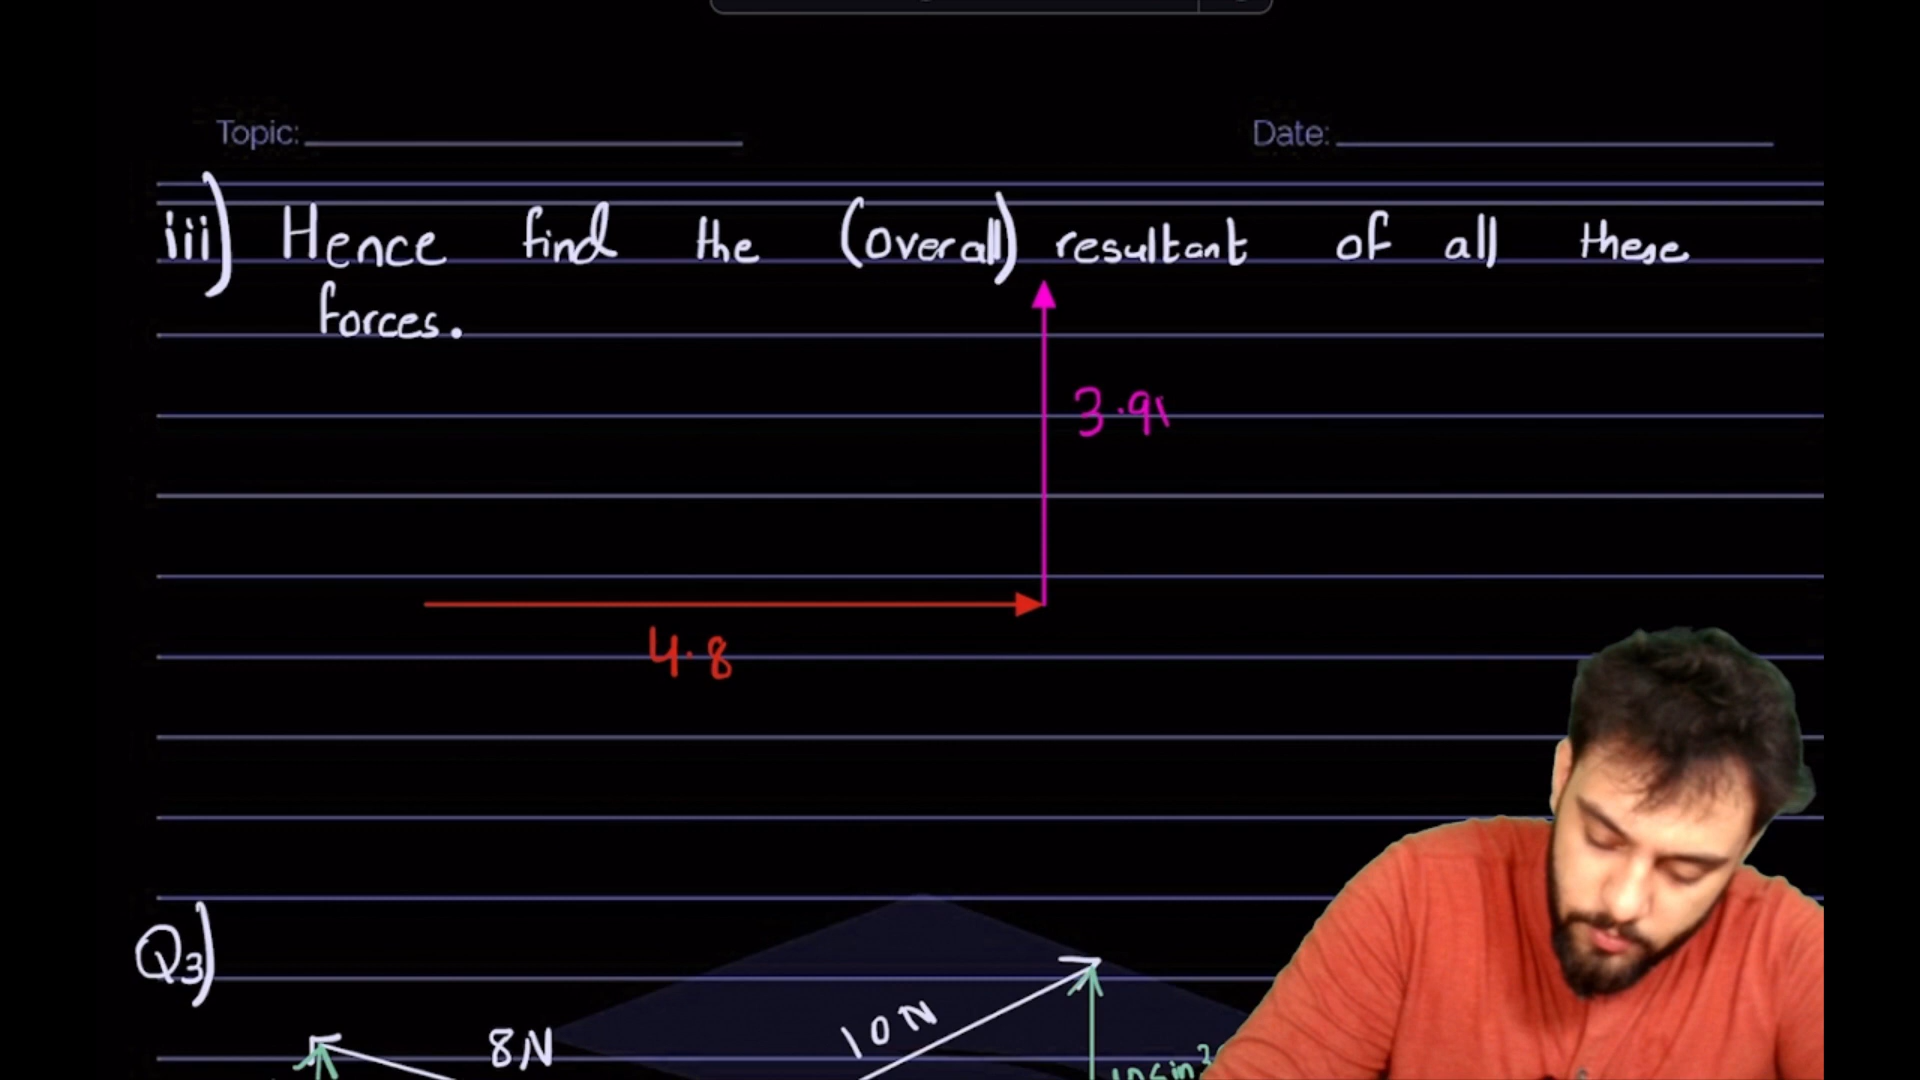 Topic: Date:
iii) Hence find the (overall) resultant of all these
forces.
3.91
4.8
Q3)
10N
8N
10sin